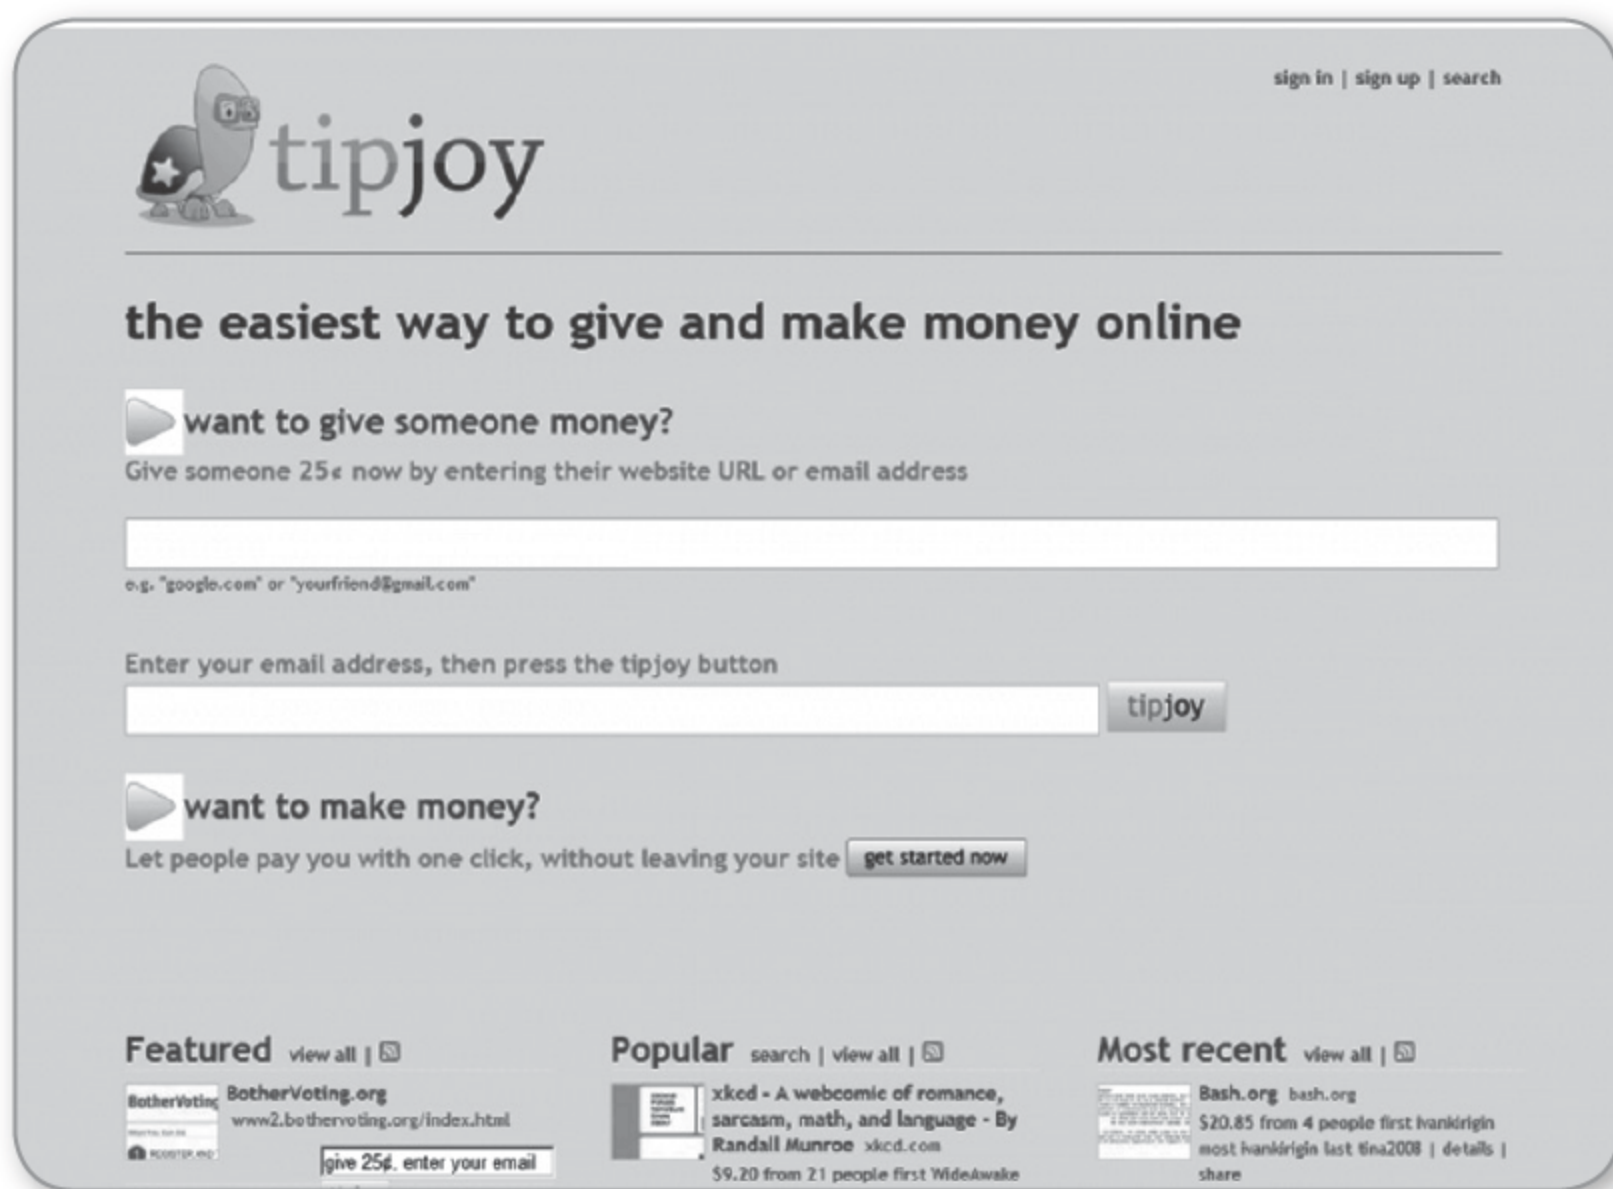 sign in | sign up | search
tipjoy
the easiest way to give and make money online
want to give someone money?
Give someone 25¢ now by entering their website URL or email address
e.g. "google.com" or "yourfriend@gmail.com"
Enter your email address, then press the tipjoy button
tipjoy
want to make money?
Let people pay you with one click, without leaving your site get started now
Featured view all |
BotherVoting
BotherVoting.org
www2.bothervoting.org/index.html
give 25¢, enter your email
Popular search | view all |
xkcd - A webcomic of romance,
sarcasm, math, and language - By
Randall Munroe xkcd.com
$9.20 from 21 people first WideAwake
Most recent view all |
Bash.org bash.org
$20.85 from 4 people first ivankirigin
most ivankirigin last tina2008 | details |
share